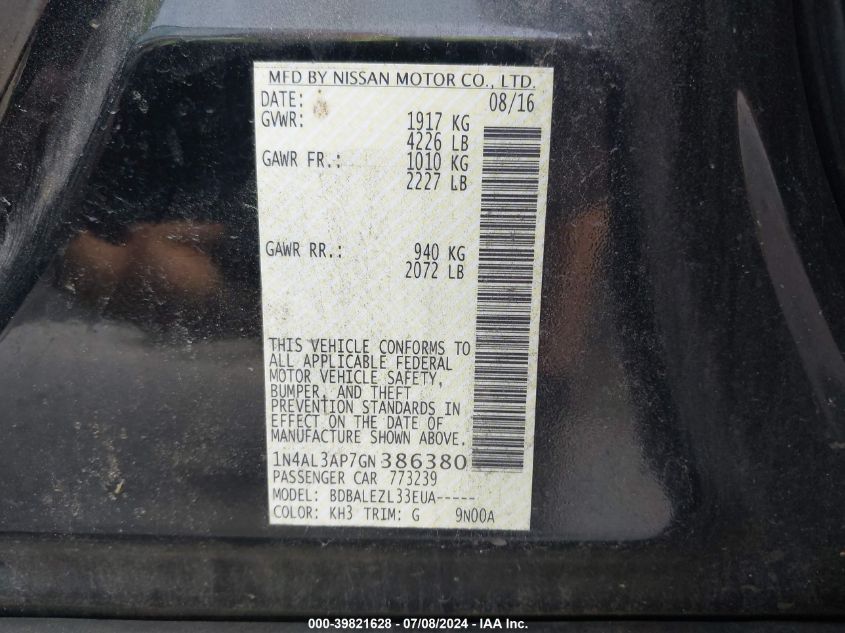 MFD BY NISSAN MOTOR CO., LTD.
DATE: 08/16
GVWR: 1917 KG
4226 LB
GAWR FR.: 1010 KG
2227 LB
GAWR RR.: 940 KG
2072 LB
THIS VEHICLE CONFORMS TO
ALL APPLICABLE FEDERAL
MOTOR VEHICLE SAFETY,
BUMPER, AND THEFT
PREVENTION STANDARDS IN
EFFECT ON THE DATE OF
MANUFACTURE SHOWN ABOVE.
1N4AL3AP7GN386380
PASSENGER CAR 773239
MODEL: BDBALEZL33EUA-----
COLOR: KH3 TRIM: G 9N00A
000-39821628 - 07/08/2024 - IAA Inc.